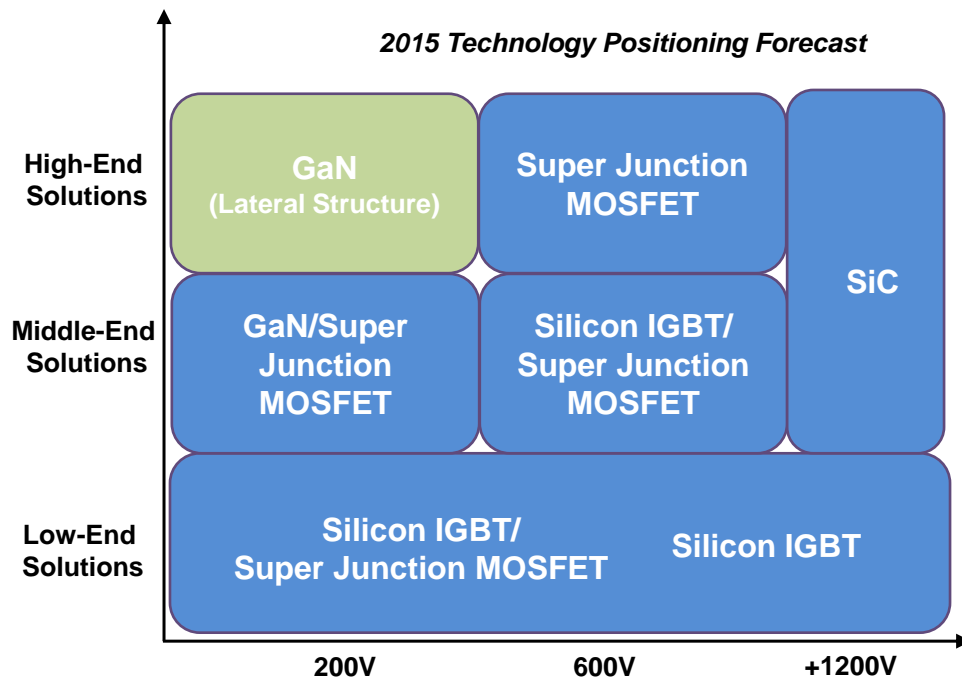 2015 Technology Positioning Forecast
High-End
Solutions
GaN
(Lateral Structure)
Super Junction
MOSFET
SiC
Middle-End
Solutions
GaN/Super
Junction
MOSFET
Silicon IGBT/
Super Junction
MOSFET
Low-End
Solutions
Silicon IGBT/
Super Junction MOSFET
Silicon IGBT
200V
600V
+1200V